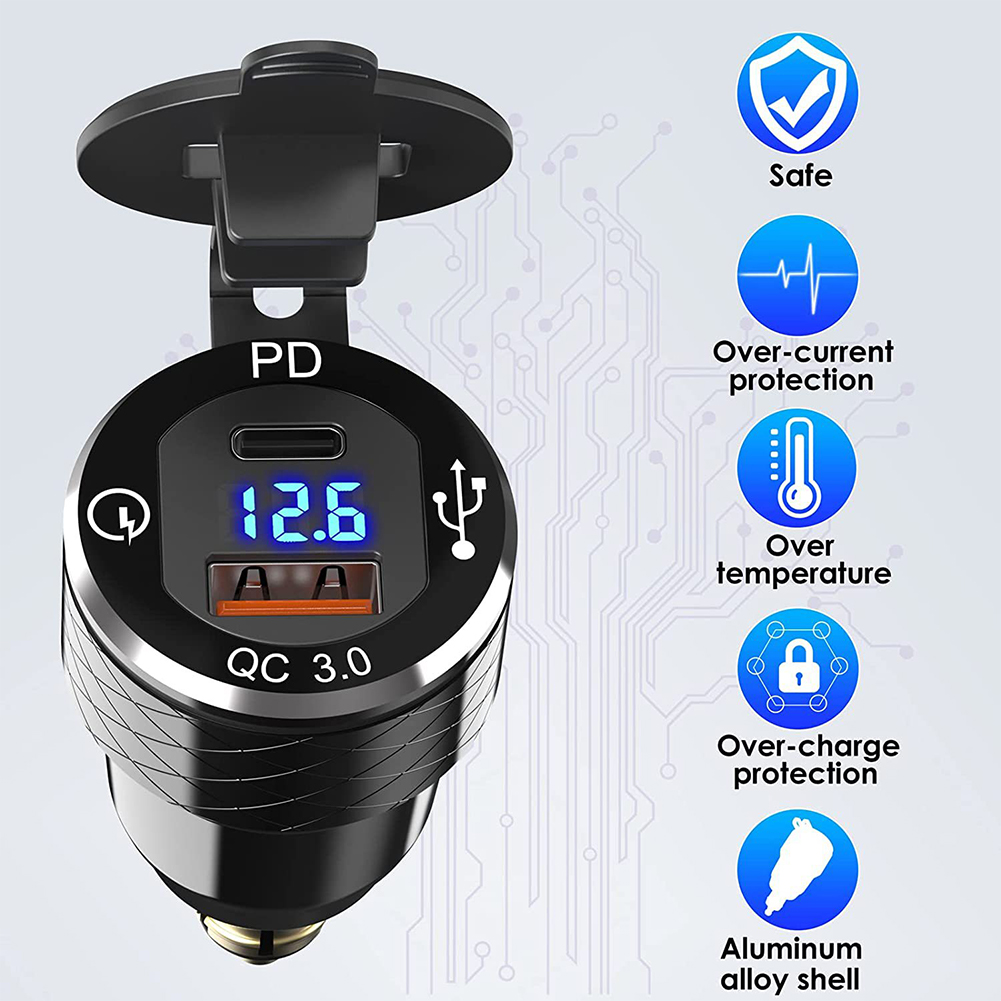 PD
12.6
QC 3.0
Safe
Over-current
protection
Over
temperature
Over-charge
protection
Aluminum
alloy shell